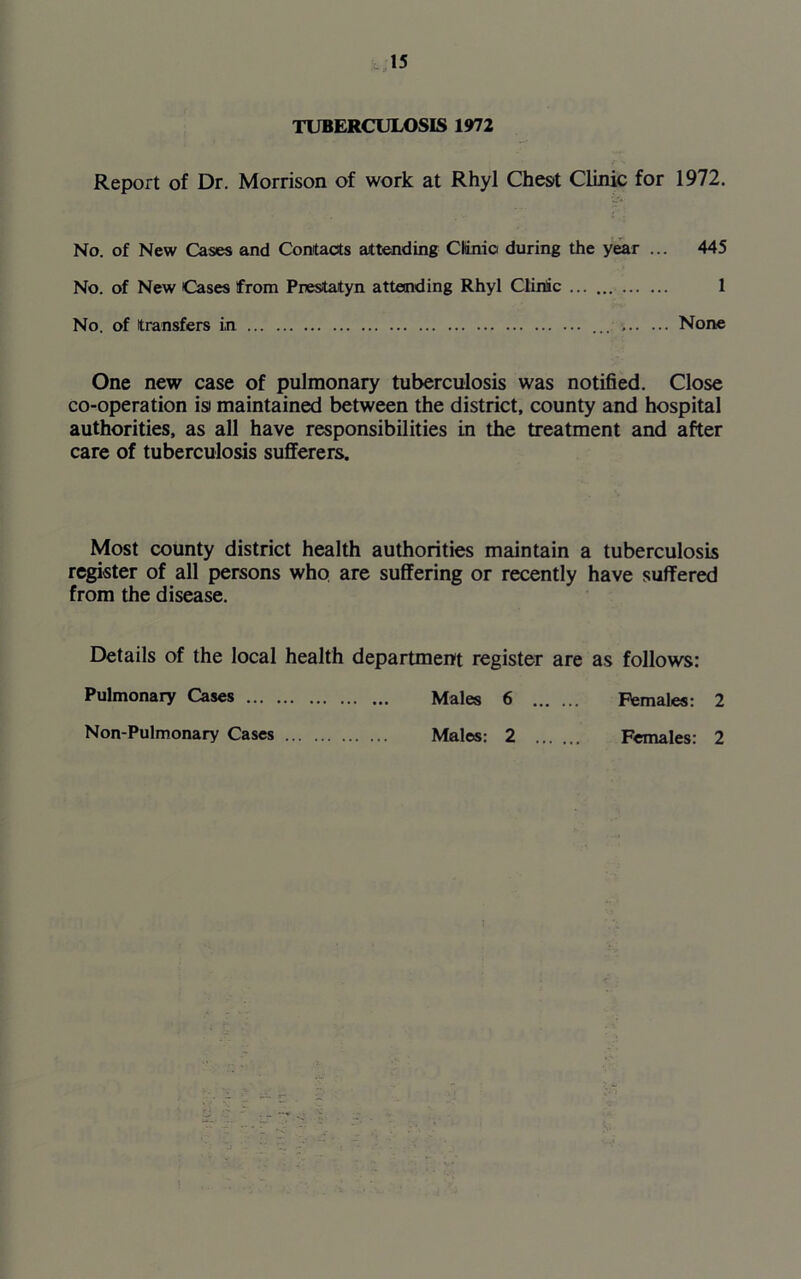 15
TUBERCULOSIS 1972
Report of Dr. Morrison of work at Rhyl Chest Clinic for 1972.
No. of New Cases and Contacts attending Clinic during the year ... 445
No. of New Cases from Prestatyn attending Rhyl Clinic ... ... ... ... 1
No. of transfers in ... ... ... ... ... ... ... ... ... ... ... ... ... ... ... ... None
One new case of pulmonary tuberculosis was notified. Close
co-operation is maintained between the district, county and hospital
authorities, as all have responsibilities in the treatment and after
care of tuberculosis sufferers.
Most county district health authorities maintain a tuberculosis
register of all persons who are suffering or recently have suffered
from the disease.
Details of the local health department register are as follows:
Pulmonary Cases ... ... ... ... ... Males 6 ... ... Females: 2
Non-Pulmonary Cases ... ... ... ... Males: 2 ... ... Females: 2